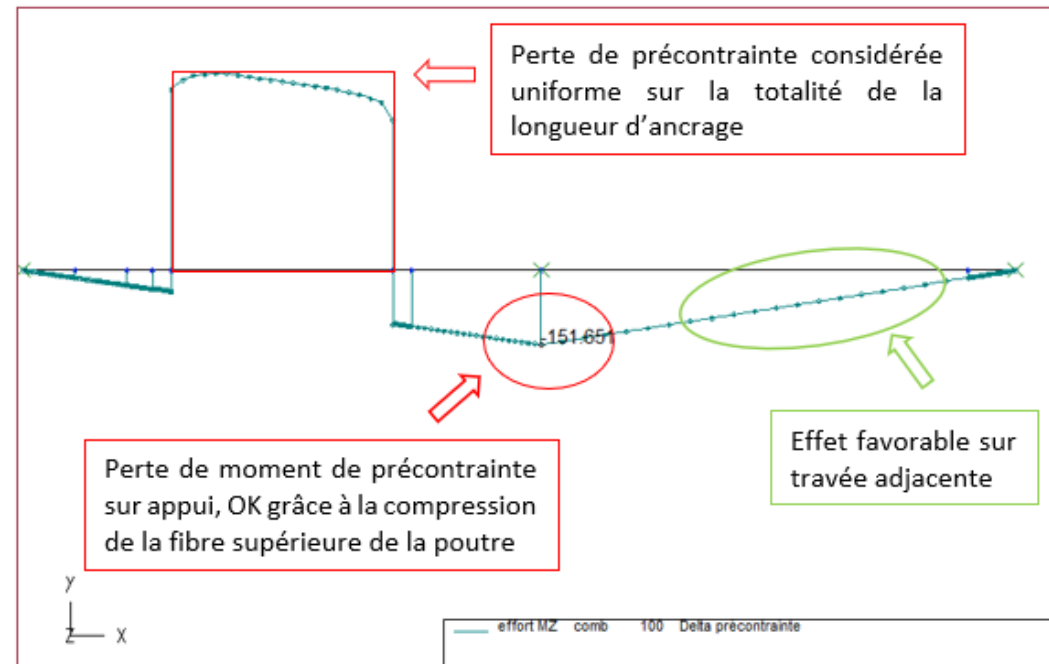 Perte de précontrainte considérée
uniforme sur la totalité de la
longueur d'ancrage
-151.651
Effet favorable sur
travée adjacente
Perte de moment de précontrainte
sur appui, OK grâce à la compression
de la fibre supérieure de la poutre
y
Z X
effort MZ comb 100 Delta précontrainte